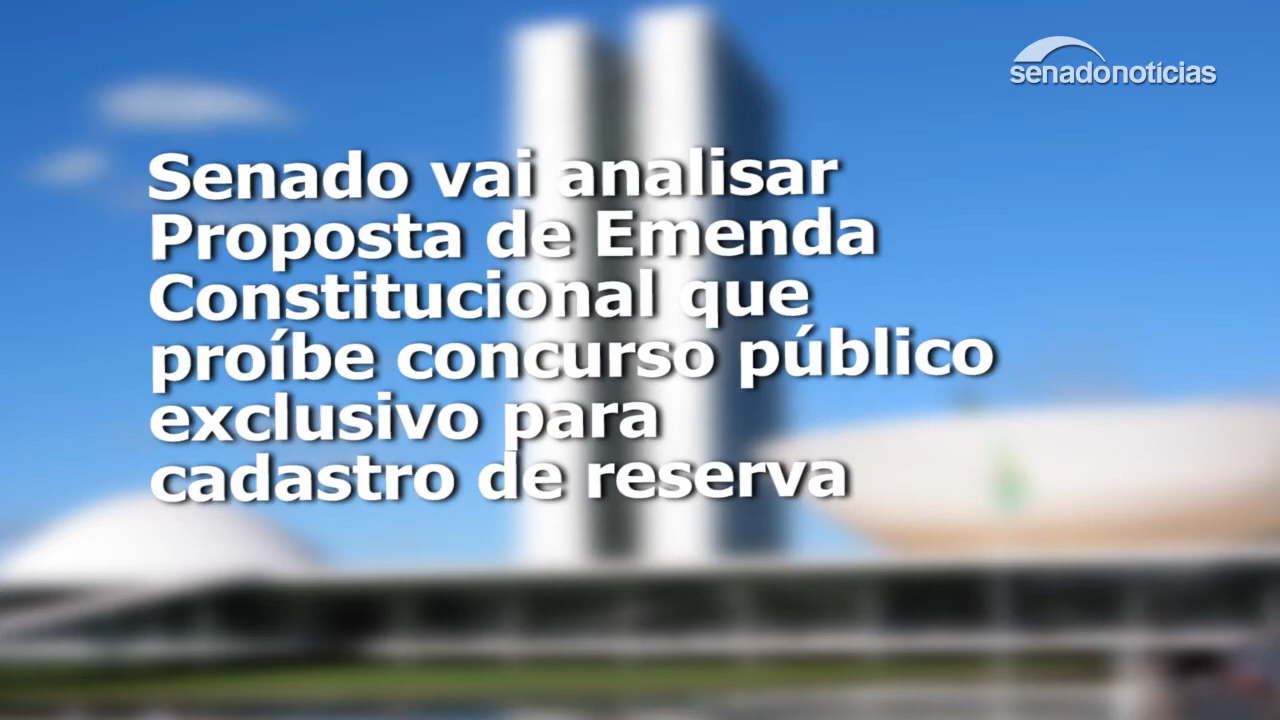 senadonotícias
Senado vai analisar
Proposta de Emenda
Constitucional que
proíbe concurso público
exclusivo para
cadastro de reserva